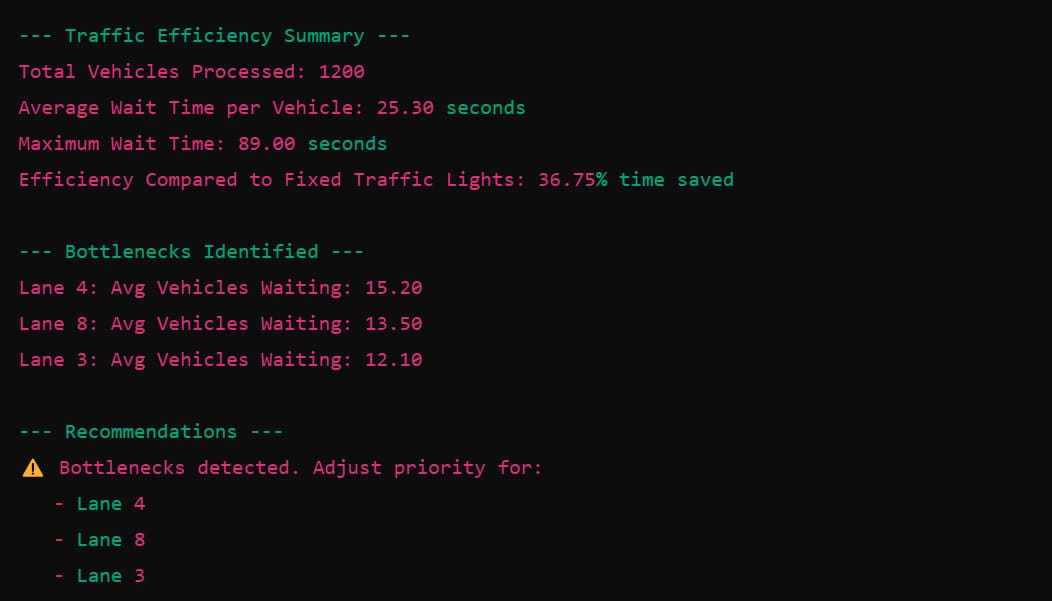 --- Traffic Efficiency Summary ---
Total Vehicles Processed: 1200
Average Wait Time per Vehicle: 25.30 seconds
Maximum Wait Time: 89.00 seconds
Efficiency Compared to Fixed Traffic Lights: 36.75% time saved
--- Bottlenecks Identified ---
Lane 4: Avg Vehicles Waiting: 15.20
Lane 8: Avg Vehicles Waiting: 13.50
Lane 3: Avg Vehicles Waiting: 12.10
--- Recommendations ---
⚠️ Bottlenecks detected. Adjust priority for:
- Lane 4
- Lane 8
- Lane 3